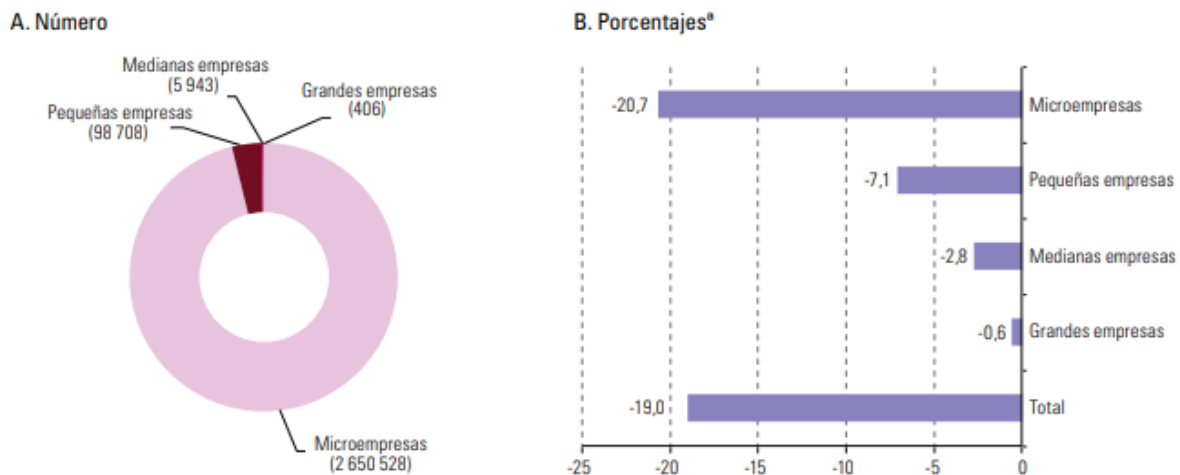 A. Número
Medianas empresas
(5 943)
Grandes empresas
(406)
Pequeñas empresas
(98 708)
Microempresas
(2 650 528)
B. Porcentajesª
-20,7
Microempresas
-7,1
Pequeñas empresas
-2,8
Medianas empresas
-0,6
Grandes empresas
-19,0
Total
-25 -20 -15 -10 -5 0